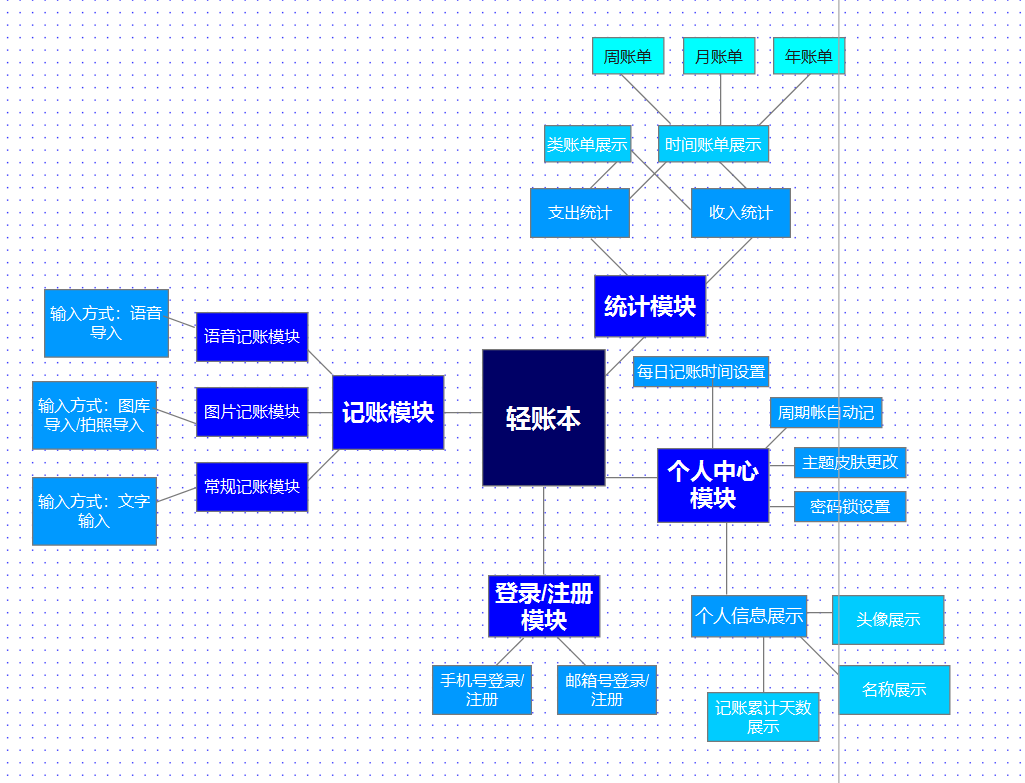 周账单
月账单
年账单
类账单展示
时间账单展示
支出统计
收入统计
统计模块
输入方式：语音
导入
语音记账模块
输入方式：图库
导入/拍照导入
图片记账模块
记账模块
轻账本
常规记账模块
输入方式：文字
输入
每日记账时间设置
周期帐自动记
个人中心
模块
主题皮肤更改
密码锁设置
登录/注册
模块
手机号登录/
注册
邮箱号登录/
注册
个人信息展示
头像展示
名称展示
记账累计天数
展示